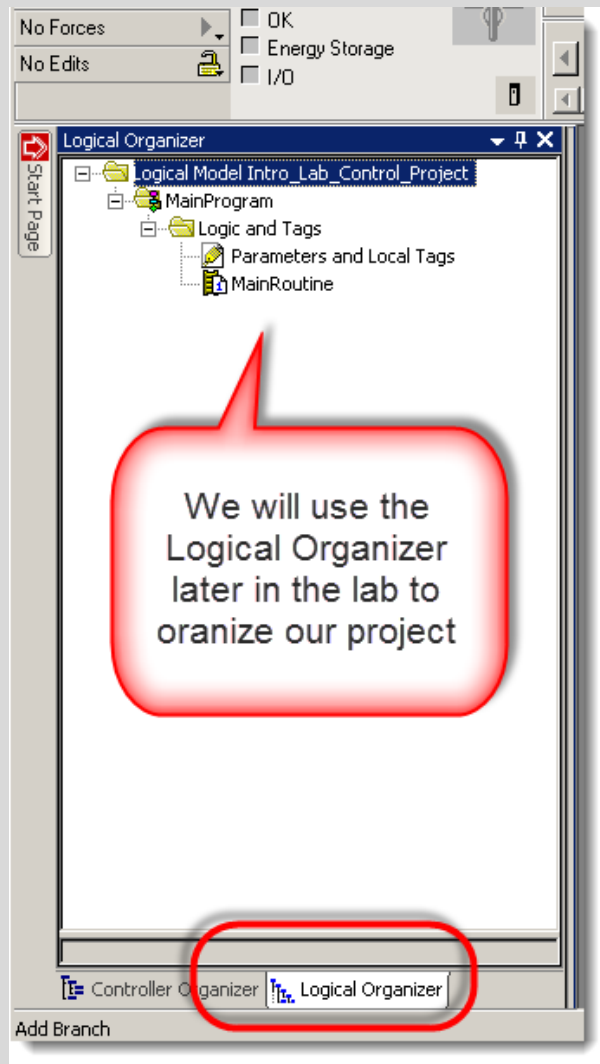 No Forces
OK
Energy Storage
No Edits
I/O
Logical Organizer
Start Page
Logical Model Intro_Lab_Control_Project
MainProgram
Logic and Tags
Parameters and Local Tags
MainRoutine
We will use the
Logical Organizer
later in the lab to
oranize our project
Controller Organizer
Logical Organizer
Add Branch